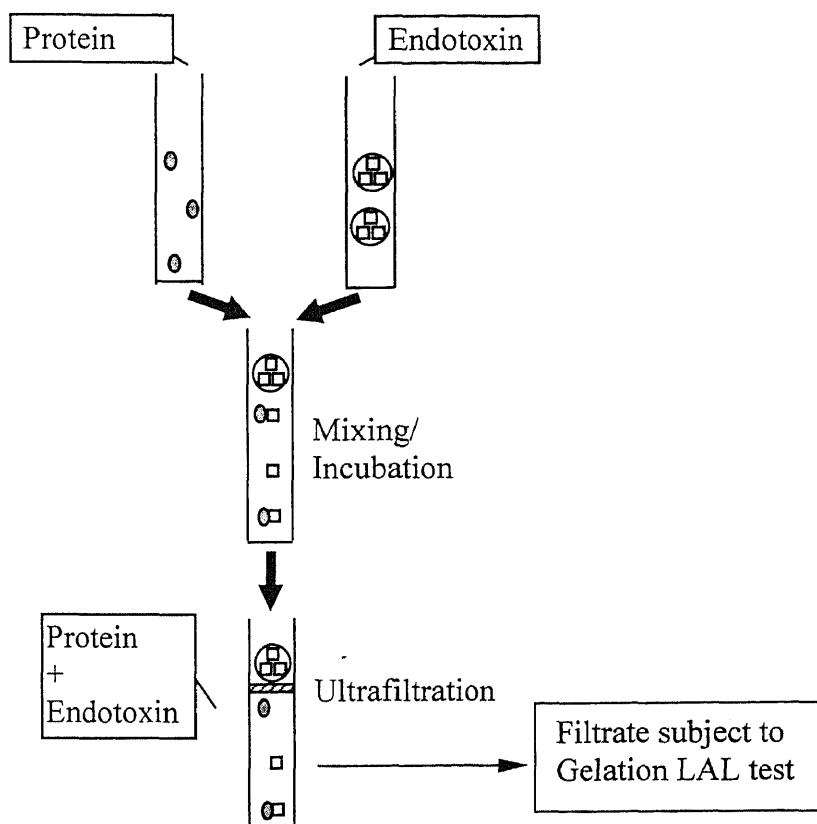 Protein
Endotoxin
Mixing/
Incubation
Protein
+
Endotoxin
Ultrafiltration
Filtrate subject to
Gelation LAL test